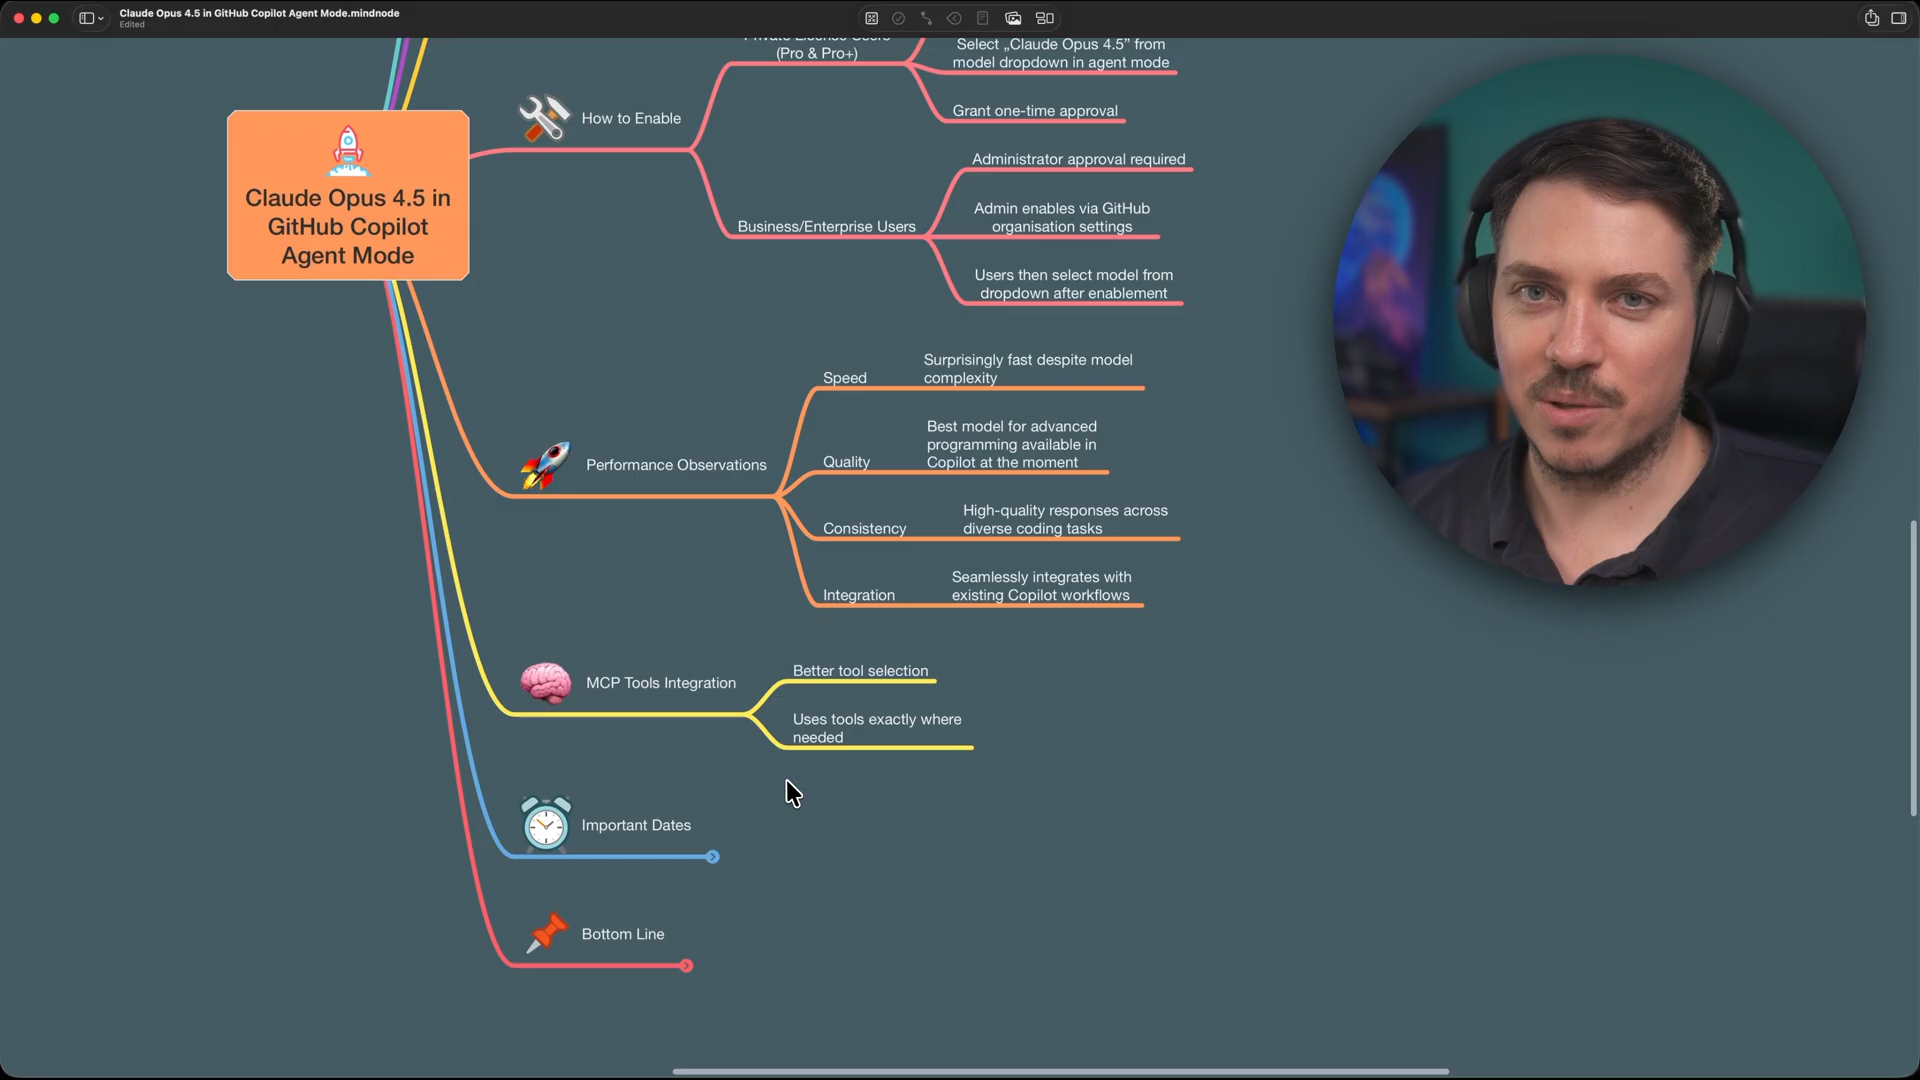 Claude Opus 4.5 in GitHub Copilot Agent Mode.mindnode
Edited
Private License Users
(Pro & Pro+)
Select „Claude Opus 4.5” from
model dropdown in agent mode
Grant one-time approval
How to Enable
Administrator approval required
Admin enables via GitHub
organisation settings
Business/Enterprise Users
Users then select model from
dropdown after enablement
Claude Opus 4.5 in
GitHub Copilot
Agent Mode
Performance Observations
Speed
Surprisingly fast despite model
complexity
Quality
Best model for advanced
programming available in
Copilot at the moment
Consistency
High-quality responses across
diverse coding tasks
Integration
Seamlessly integrates with
existing Copilot workflows
MCP Tools Integration
Better tool selection
Uses tools exactly where
needed
Important Dates
Bottom Line